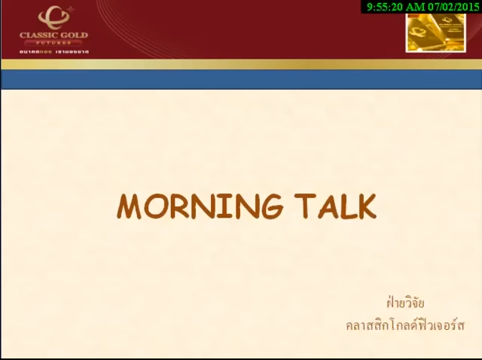 9:55:20 AM 07/02/2015
CLASSIC GOLD
FUTURES
MORNING TALK
ฝ่ายวิจัย
คลาสสิกโกลด์ฟิวเจอร์ส